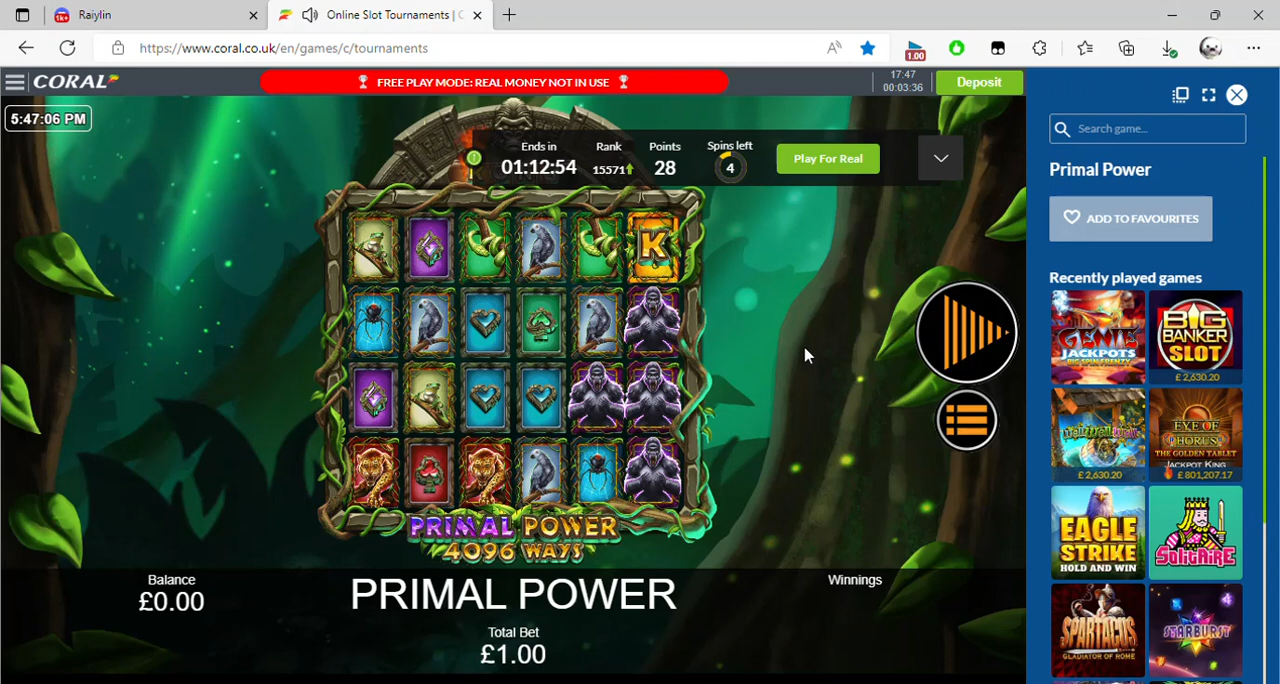 1k+
Raiylin
Online Slot Tournaments | C
https://www.coral.co.uk/en/games/c/tournaments
1.00
CORAL
FREE PLAY MODE: REAL MONEY NOT IN USE
17:47
00:03:36
Deposit
5:47:06 PM
Ends in
01:12:54
Rank
15571
Points
28
Spins left
4
Play For Real
K
PRIMAL POWER
4096 WAYS
Balance
£0.00
PRIMAL POWER
Total Bet
£1.00
Winnings
Search game...
Primal Power
ADD TO FAVOURITES
Recently played games
GENIE
JACKPOTS
BIG SPIN FRENZY
BIG
BANKER
SLOT
£ 2,630.20
£ 2,630.20
EYE OF
HORUS
THE GOLDEN TABLET
JACKPOT KING
£ 801,207.17
EAGLE
STRIKE
HOLD AND WIN
SOLITAIRE
SPARTACUS
GLADIATOR OF ROME
STARBURST